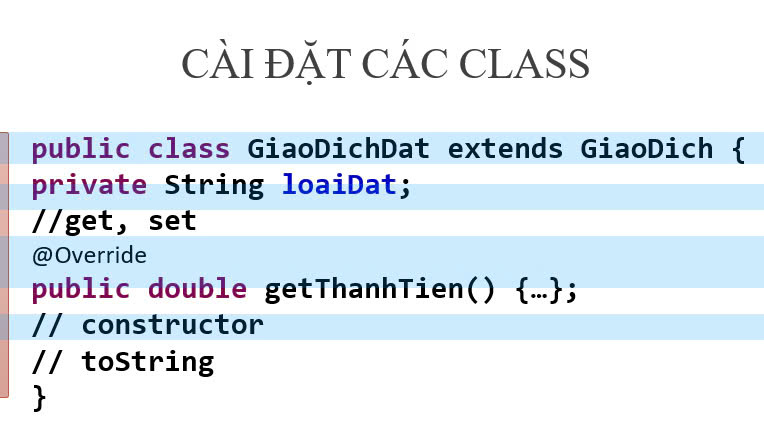 CÀI ĐẶT CÁC CLASS
public class GiaoDichDat extends GiaoDich {
private String loaiDat;
//get, set
@Override
public double getThanhTien() {…};
// constructor
// toString
}